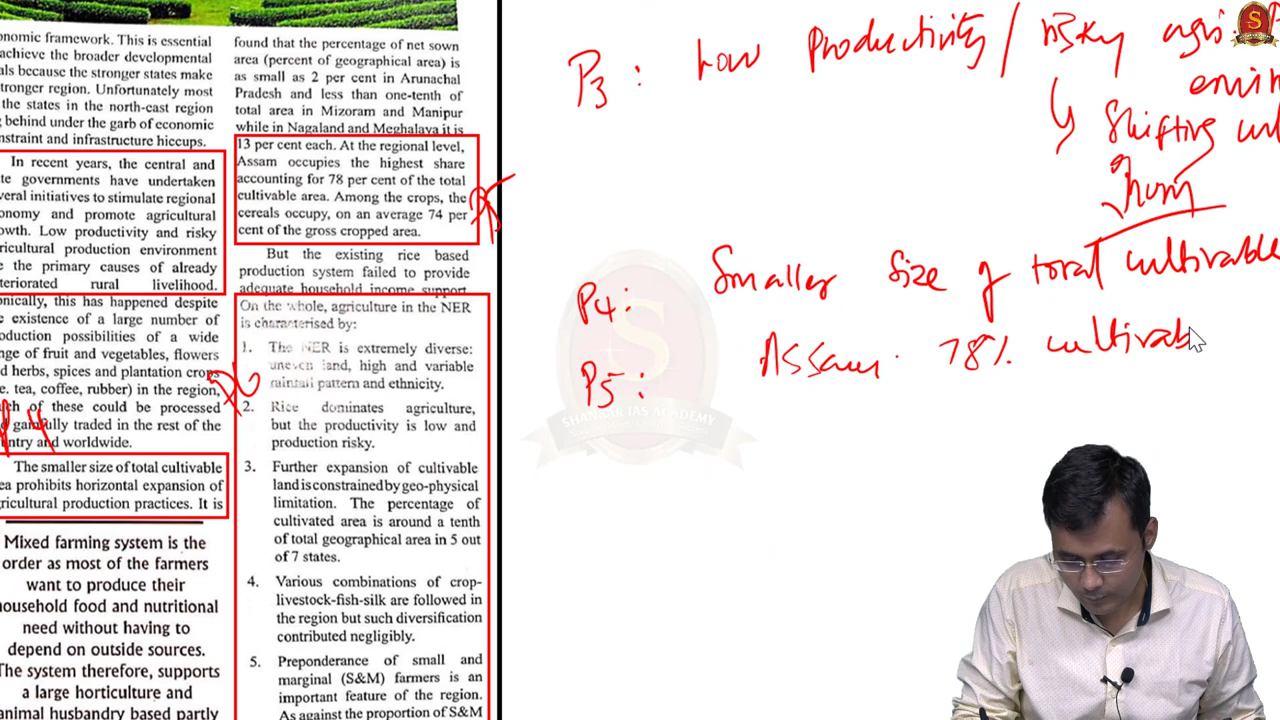 onomic framework. This is essential
achieve the broader developmental
als because the stronger states make
tronger region. Unfortunately most
the states in the north-east region
g behind under the garb of economic
nstraint and infrastructure hiccups.
In recent years, the central and
te governments have undertaken
veral initiatives to stimulate regional
onomy and promote agricultural
owth. Low productivity and risky
ricultural production environment
e the primary causes of already
teriorated rural livelihood.
onically, this has happened despite
e existence of a large number of
oduction possibilities of a wide
nge of fruit and vegetables, flowers
d herbs, spices and plantation crops
e. tea, coffee, rubber) in the region,
ch of these could be processed
d gainfully traded in the rest of the
untry and worldwide.
P4
The smaller size of total cultivable
ea prohibits horizontal expansion of
ricultural production practices. It is
Mixed farming system is the
order as most of the farmers
want to produce their
household food and nutritional
need without having to
depend on outside sources.
The system therefore, supports
a large horticulture and
animal husbandry based partly
found that the percentage of net sown
area (percent of geographical area) is
as small as 2 per cent in Arunachal
Pradesh and less than one-tenth of
total area in Mizoram and Manipur
while in Nagaland and Meghalaya it is
13 per cent each. At the regional level,
Assam occupies the highest share
accounting for 78 per cent of the total
cultivable area. Among the crops, the
cereals occupy, on an average 74 per
cent of the gross cropped area.
P5
But the existing rice based
production system failed to provide
adequate household income support.
On the whole, agriculture in the NER
is characterised by:
P6
1. The NER is extremely diverse:
uneven land, high and variable
rainfall pattern and ethnicity.
2. Rice dominates agriculture,
but the productivity is low and
production risky.
3. Further expansion of cultivable
land is constrained by geo-physical
limitation. The percentage of
cultivated area is around a tenth
of total geographical area in 5 out
of 7 states.
4. Various combinations of crop-
livestock-fish-silk are followed in
the region but such diversification
contributed negligibly.
5. Preponderance of small and
marginal (S&M) farmers is an
important feature of the region.
As against the proportion of S&M
P3: Low Productivity / risky agri.
envir
Shifting cul
Jhum
P4: Smaller size of total cultivable
P5: Assam. 78% cultivab
S
SHANKAR IAS ACADEMY